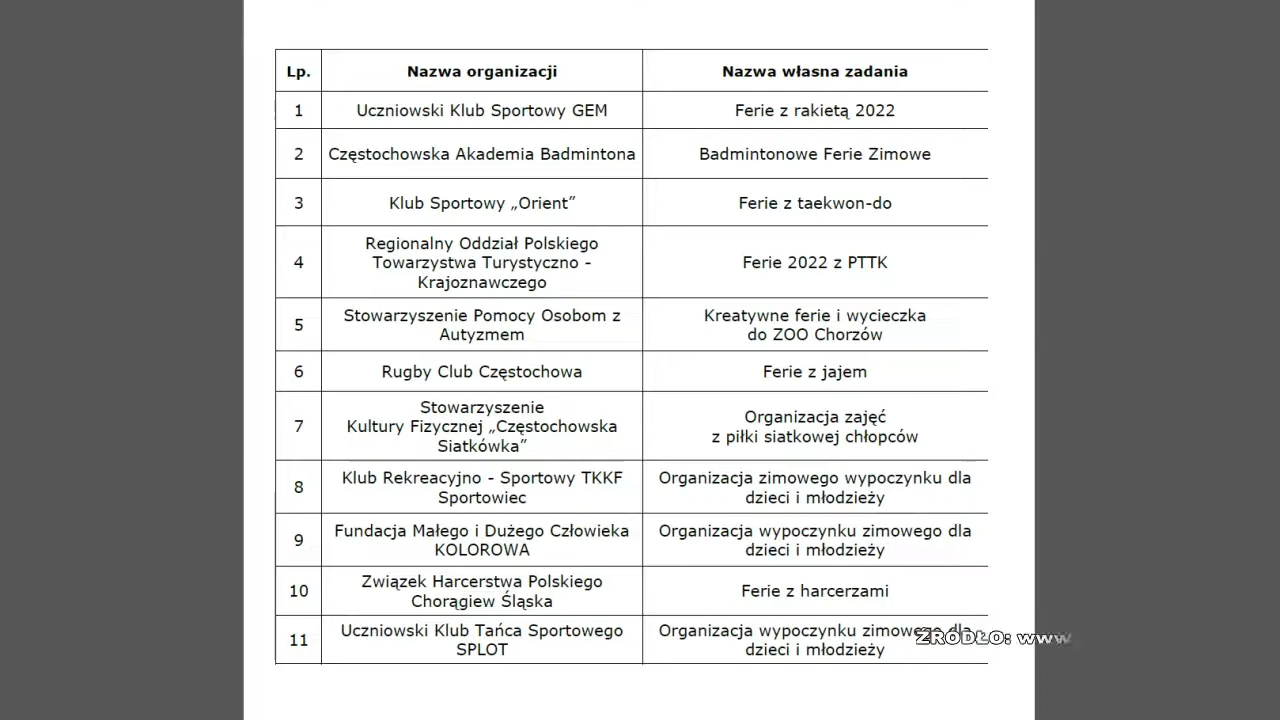 Lp. Nazwa organizacji Nazwa własna zadania
1 Uczniowski Klub Sportowy GEM Ferie z rakietą 2022
2 Częstochowska Akademia Badmintona Badmintonowe Ferie Zimowe
3 Klub Sportowy „Orient” Ferie z taekwon-do
4 Regionalny Oddział Polskiego
Towarzystwa Turystyczno -
Krajoznawczego
Ferie 2022 z PTTK
5 Stowarzyszenie Pomocy Osobom z
Autyzmem
Kreatywne ferie i wycieczka
do ZOO Chorzów
6 Rugby Club Częstochowa Ferie z jajem
7 Stowarzyszenie
Kultury Fizycznej „Częstochowska
Siatkówka”
Organizacja zajęć
z piłki siatkowej chłopców
8 Klub Rekreacyjno - Sportowy TKKF
Sportowiec
Organizacja zimowego wypoczynku dla
dzieci i młodzieży
9 Fundacja Małego i Dużego Człowieka
KOLOROWA
Organizacja wypoczynku zimowego dla
dzieci i młodzieży
10 Związek Harcerstwa Polskiego
Chorągiew Śląska
Ferie z harcerzami
11 Uczniowski Klub Tańca Sportowego
SPLOT
Organizacja wypoczynku zimowego dla
dzieci i młodzieży
ŹRÓDŁO: www